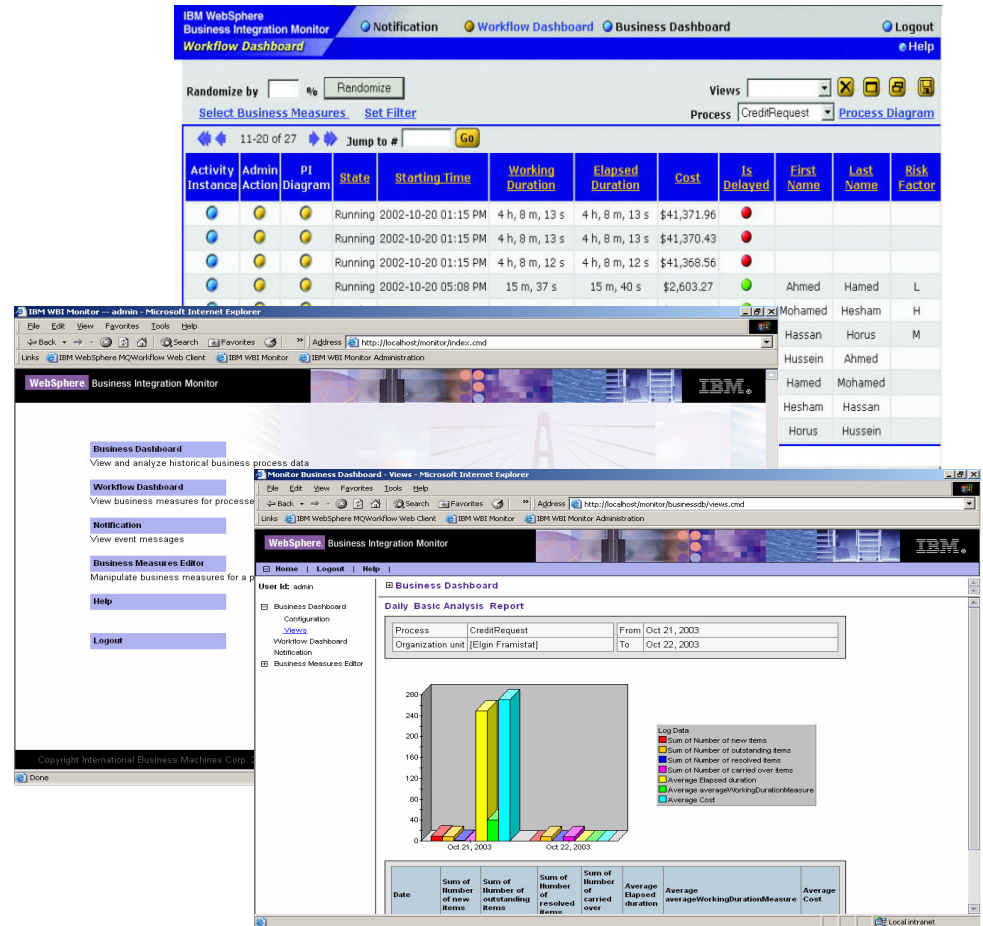 IBM WebSphere
Business Integration Monitor
Workflow Dashboard
Notification Workflow Dashboard Business Dashboard Logout
Help
Randomize by % Randomize Views
Select Business Measures Set Filter Process CreditRequest Process Diagram
11-20 of 27 Jump to # Go
Activity Instance Admin Action PI Diagram State Starting Time Working Duration Elapsed Duration Cost Is Delayed First Name Last Name Risk Factor
Running 2002-10-20 01:15 PM 4 h, 8 m, 13 s 4 h, 8 m, 13 s $41,371.96
Running 2002-10-20 01:15 PM 4 h, 8 m, 13 s 4 h, 8 m, 13 s $41,370.43
Running 2002-10-20 01:15 PM 4 h, 8 m, 12 s 4 h, 8 m, 12 s $41,368.56
Running 2002-10-20 05:08 PM 15 m, 37 s 15 m, 40 s $2,603.27 Ahmed Hamed L
Mohamed Hesham H
Hassan Horus M
Hussein Ahmed
Hamed Mohamed
Hesham Hassan
Horus Hussein
IBM WBI Monitor -- admin - Microsoft Internet Explorer
File Edit View Favorites Tools Help
Back Search Favorites » Address http://localhost/monitor/index.cmd
Links IBM WebSphere MQWorkflow Web Client IBM WBI Monitor IBM WBI Monitor Administration
WebSphere. Business Integration Monitor IBM.
Business Dashboard
View and analyze historical business process data
Workflow Dashboard
View business measures for processe
Notification
View event messages
Business Measures Editor
Manipulate business measures for a p
Help
Logout
Copyright International Business Machines Corp. 2
Done
Monitor Business Dashboard - Views - Microsoft Internet Explorer
File Edit View Favorites Tools Help
Back Search Favorites » Address http://localhost/monitor/businessdb/views.cmd
Links IBM WebSphere MQWorkflow Web Client IBM WBI Monitor IBM WBI Monitor Administration
WebSphere. Business Integration Monitor IBM.
Home | Logout | Help |
User Id: admin
Business Dashboard
Configuration
Views
Workflow Dashboard
Notification
Business Measures Editor
Business Dashboard
Daily Basic Analysis Report
Process CreditRequest From Oct 21, 2003
Organization unit [Elgin Framistat] To Oct 22, 2003
280
240
200
160
120
80
40
0
Oct 21, 2003 Oct 22, 2003
Log Data
Sum of Number of new items
Sum of Number of outstanding items
Sum of Number of resolved items
Sum of Number of carried over items
Average Elapsed duration
Average averageWorkingDurationMeasure
Average Cost
Date Sum of Number of new items Sum of Number of outstanding items Sum of Number of resolved items Sum of Number of carried over Average Elapsed duration Average averageWorkingDurationMeasure Average Cost
Local intranet